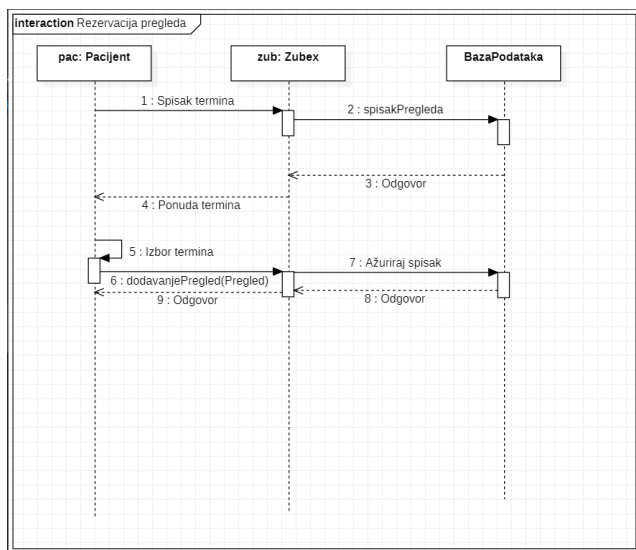 interaction Rezervacija pregleda
pac: Pacijent
zub: Zubex
BazaPodataka
1 : Spisak termina
2 : spisakPregleda
3 : Odgovor
4 : Ponuda termina
5 : Izbor termina
6 : dodavanjePregled(Pregled)
7 : Ažuriraj spisak
8 : Odgovor
9 : Odgovor